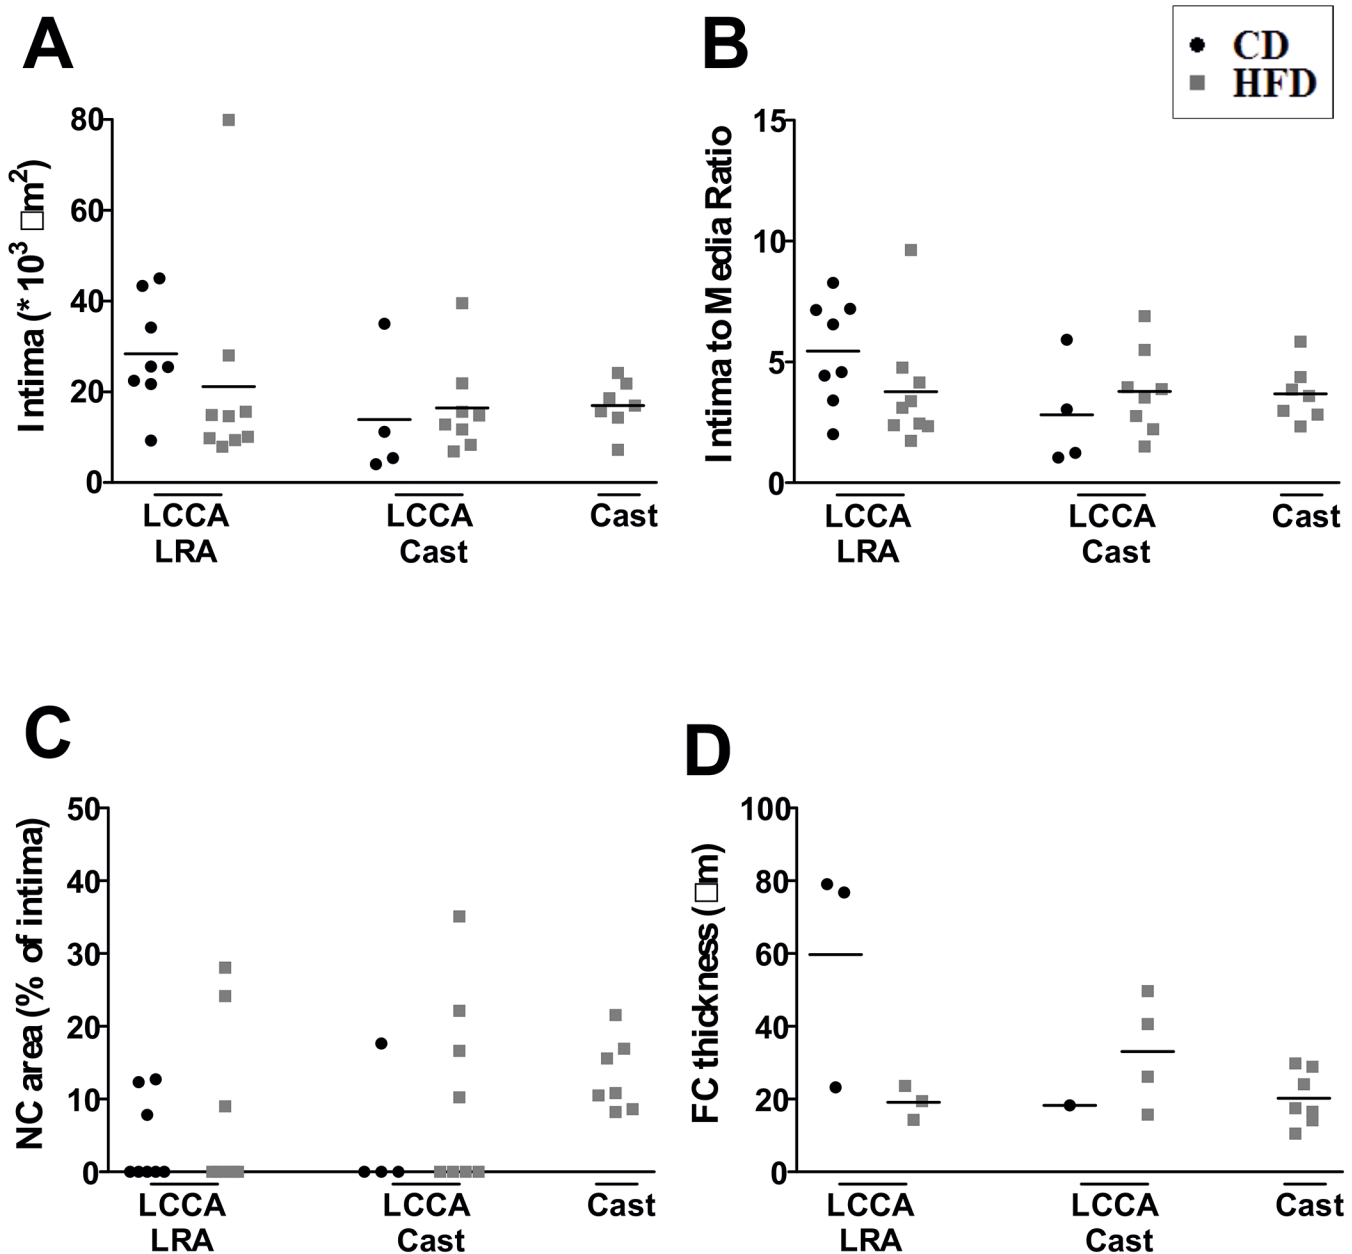 A
B
CD
HFD
Intima (*10³ □m²)
80
60
40
20
0
LCCA
LRA
LCCA
Cast
Cast
Intima to Media Ratio
15
10
5
0
LCCA
LRA
LCCA
Cast
Cast
C
D
NC area (% of intima)
50
40
30
20
10
0
LCCA
LRA
LCCA
Cast
Cast
FC thickness (□m)
100
80
60
40
20
0
LCCA
LRA
LCCA
Cast
Cast